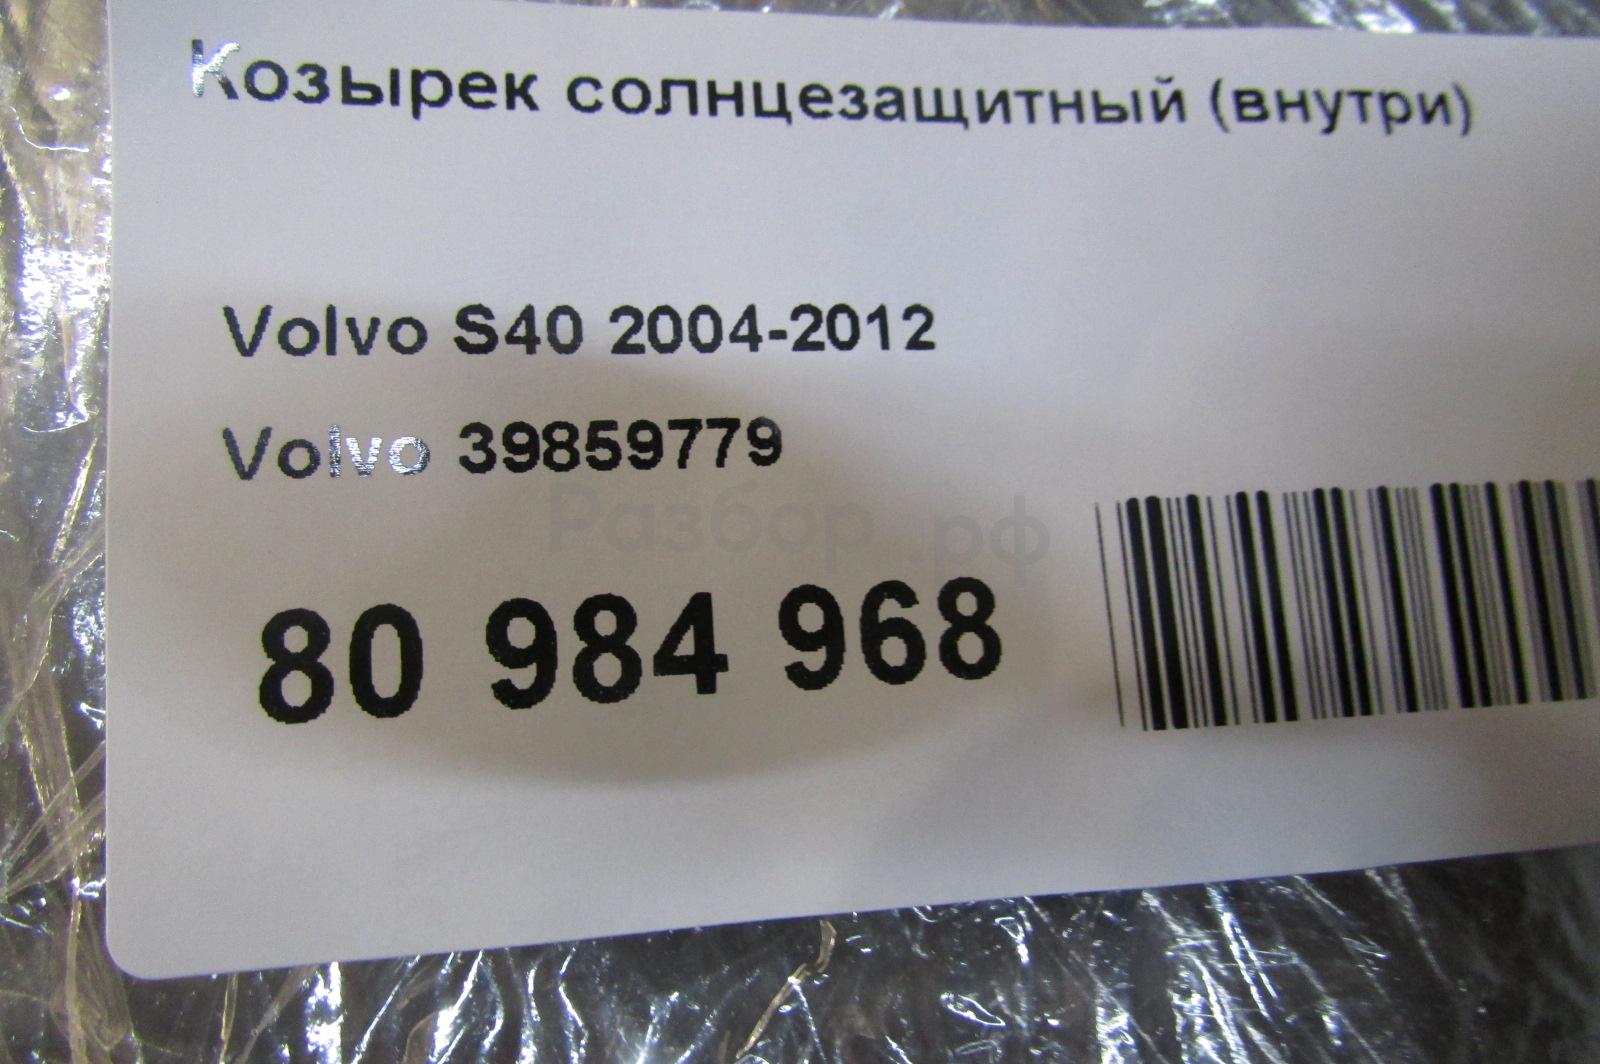 Козырек солнцезащитный (внутри)
Volvo S40 2004-2012
Volvo 39859779
Разбор.рф
80 984 968